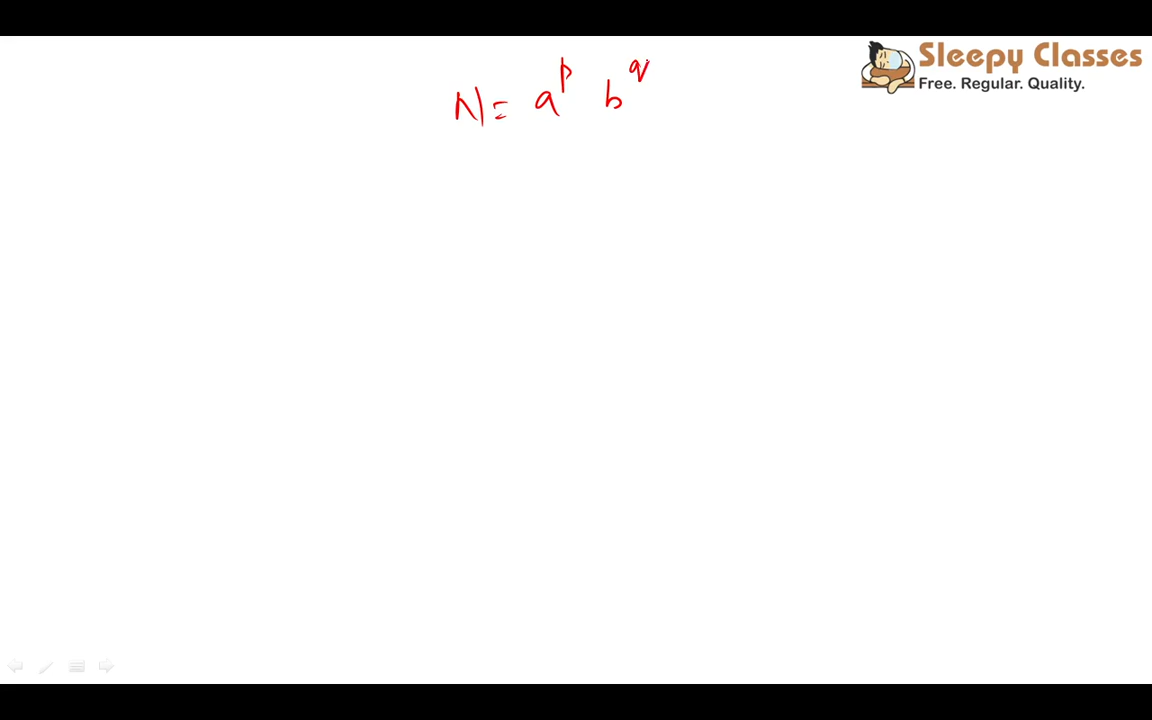 Sleepy Classes
Free. Regular. Quality.
N = a^p b^q